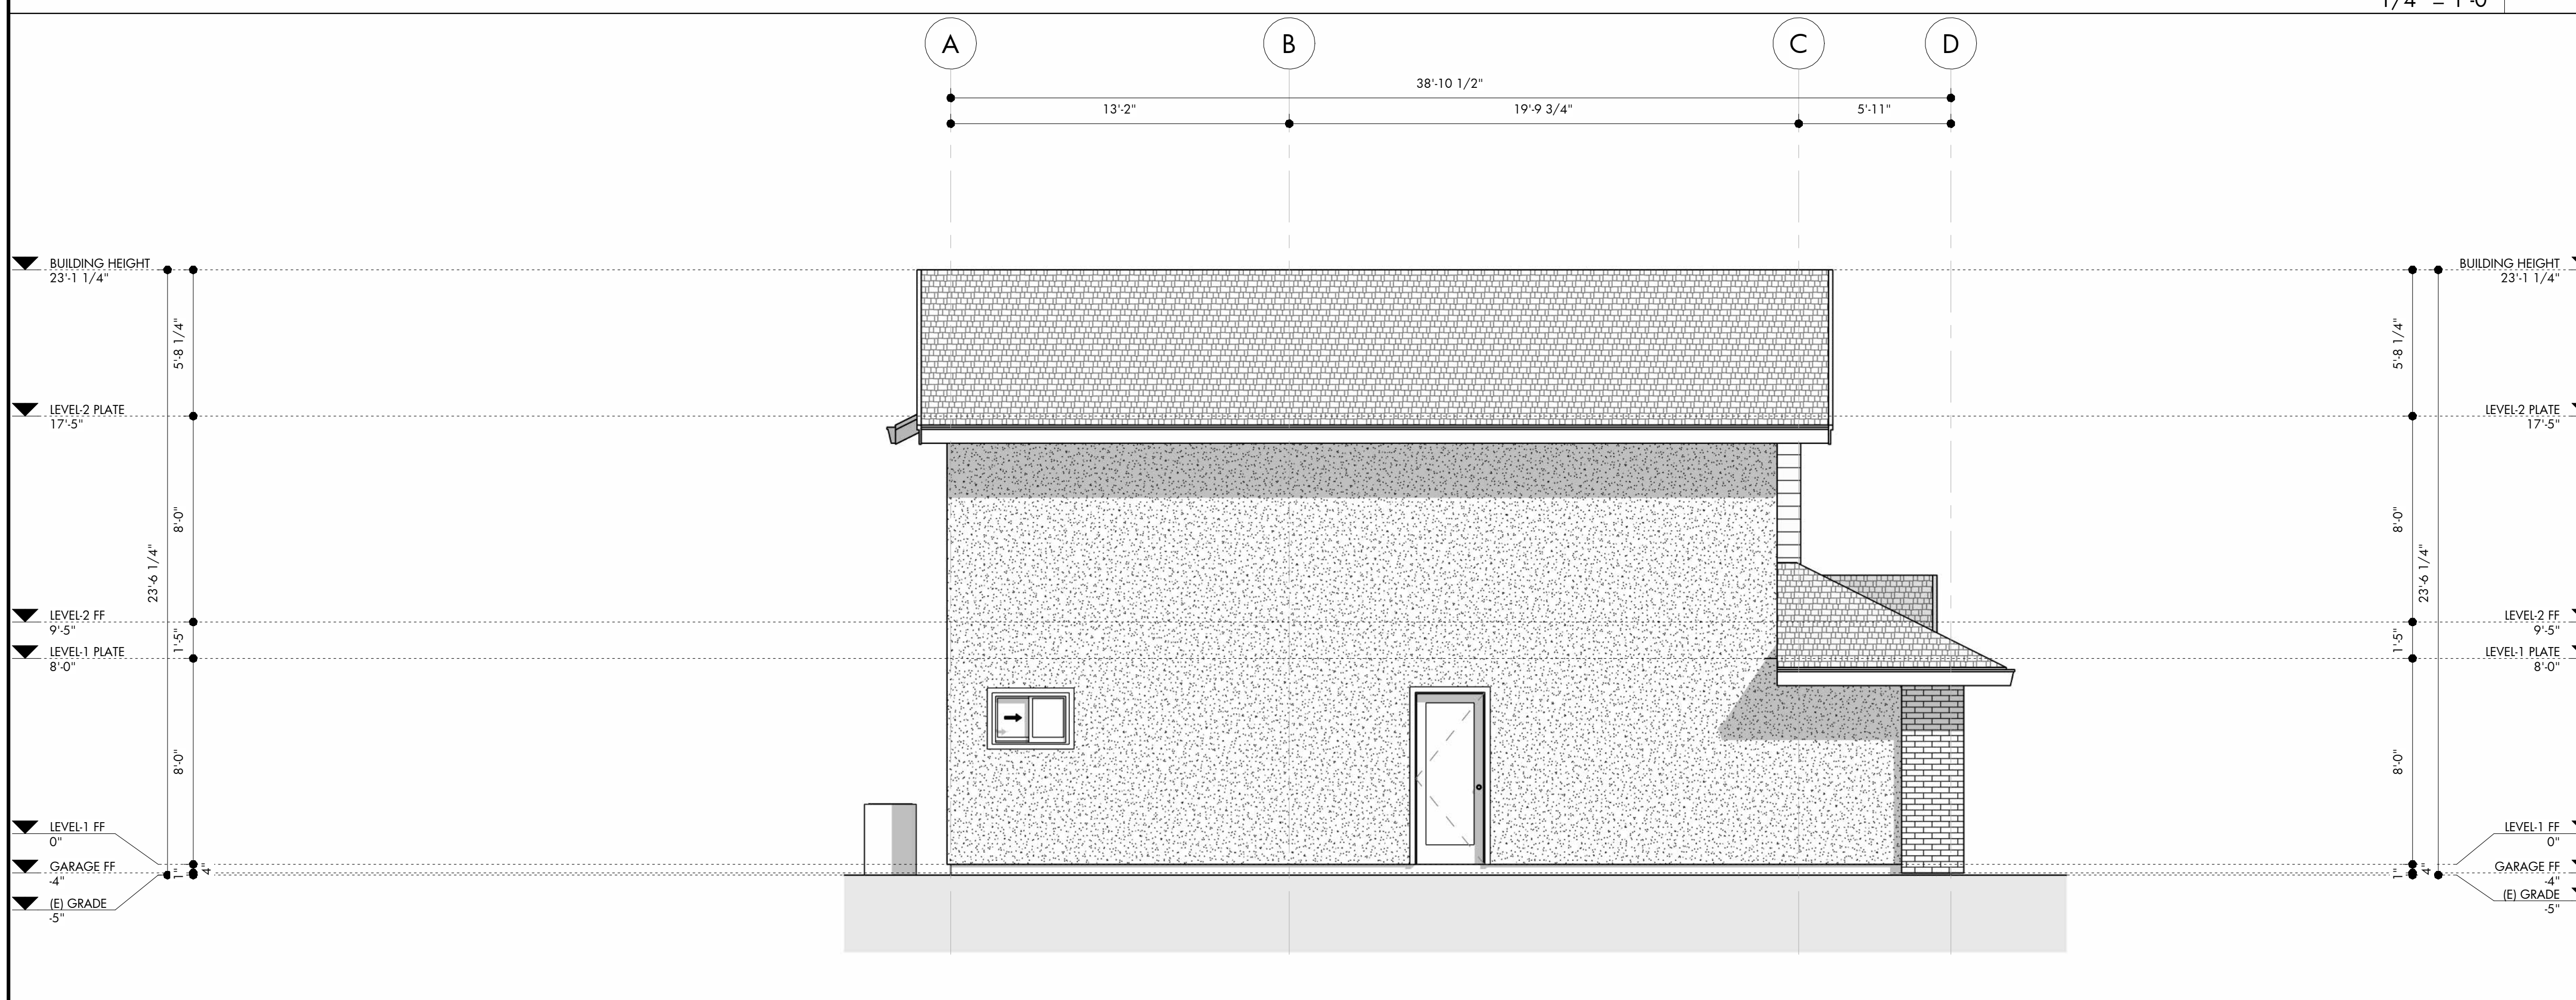 1/4" = 1'-0"
A B C D
38'-10 1/2"
13'-2" 19'-9 3/4" 5'-11"
BUILDING HEIGHT
23'-1 1/4"
LEVEL-2 PLATE
17'-5"
LEVEL-2 FF
9'-5"
LEVEL-1 PLATE
8'-0"
LEVEL-1 FF
0"
GARAGE FF
-4"
(E) GRADE
-5"
23'-6 1/4"
5'-8 1/4"
8'-0"
1'-5"
8'-0"
1"
4"
5'-8 1/4"
8'-0"
1'-5"
8'-0"
1"
4"
23'-6 1/4"
BUILDING HEIGHT
23'-1 1/4"
LEVEL-2 PLATE
17'-5"
LEVEL-2 FF
9'-5"
LEVEL-1 PLATE
8'-0"
LEVEL-1 FF
0"
GARAGE FF
-4"
(E) GRADE
-5"